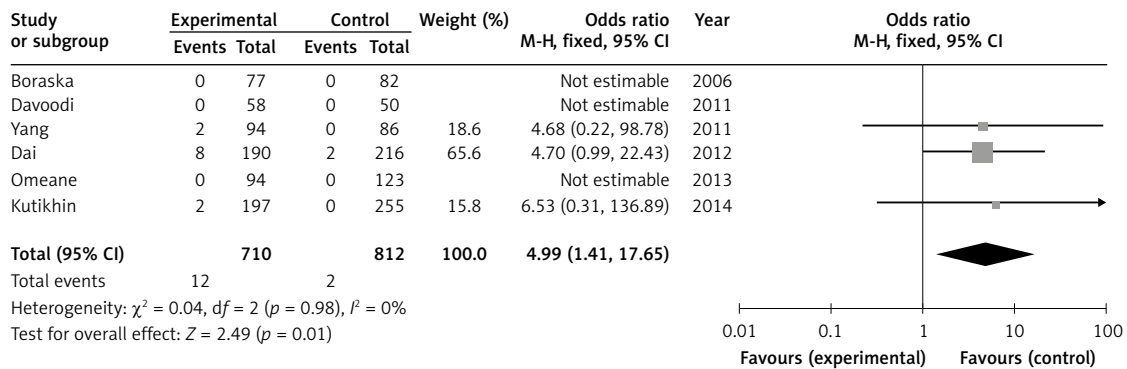 Study or subgroup Experimental Control Weight (%) Odds ratio M-H, fixed, 95% CI Year Odds ratio M-H, fixed, 95% CI
Events Total Events Total
Boraska 0 77 0 82 Not estimable 2006
Davoodi 0 58 0 50 Not estimable 2011
Yang 2 94 0 86 18.6 4.68 (0.22, 98.78) 2011
Dai 8 190 2 216 65.6 4.70 (0.99, 22.43) 2012
Omeane 0 94 0 123 Not estimable 2013
Kutikhin 2 197 0 255 15.8 6.53 (0.31, 136.89) 2014
Total (95% CI) 710 812 100.0 4.99 (1.41, 17.65)
Total events 12 2
Heterogeneity: χ² = 0.04, df = 2 (p = 0.98), I² = 0%
Test for overall effect: Z = 2.49 (p = 0.01)
0.01 0.1 1 10 100
Favours (experimental) Favours (control)